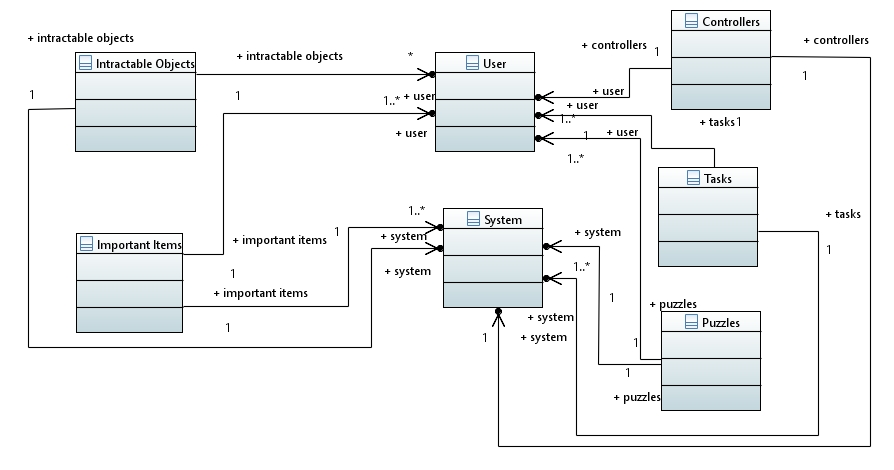 Controllers
+ intractable objects
+ controllers
+ controllers
1
+ intractable objects
*
Intractable Objects
User
1
1
1
1..*
+ user
+ user
+ user
1..*
+ tasks 1
+ user
1
+ user
1..*
Tasks
1..*
System
+ tasks
1
+ system
+ system
Important Items
+ important items
1
1
+ system
1..*
+ important items
1
+ puzzles
+ system
Puzzles
1
1
+ system
1
1
+ puzzles